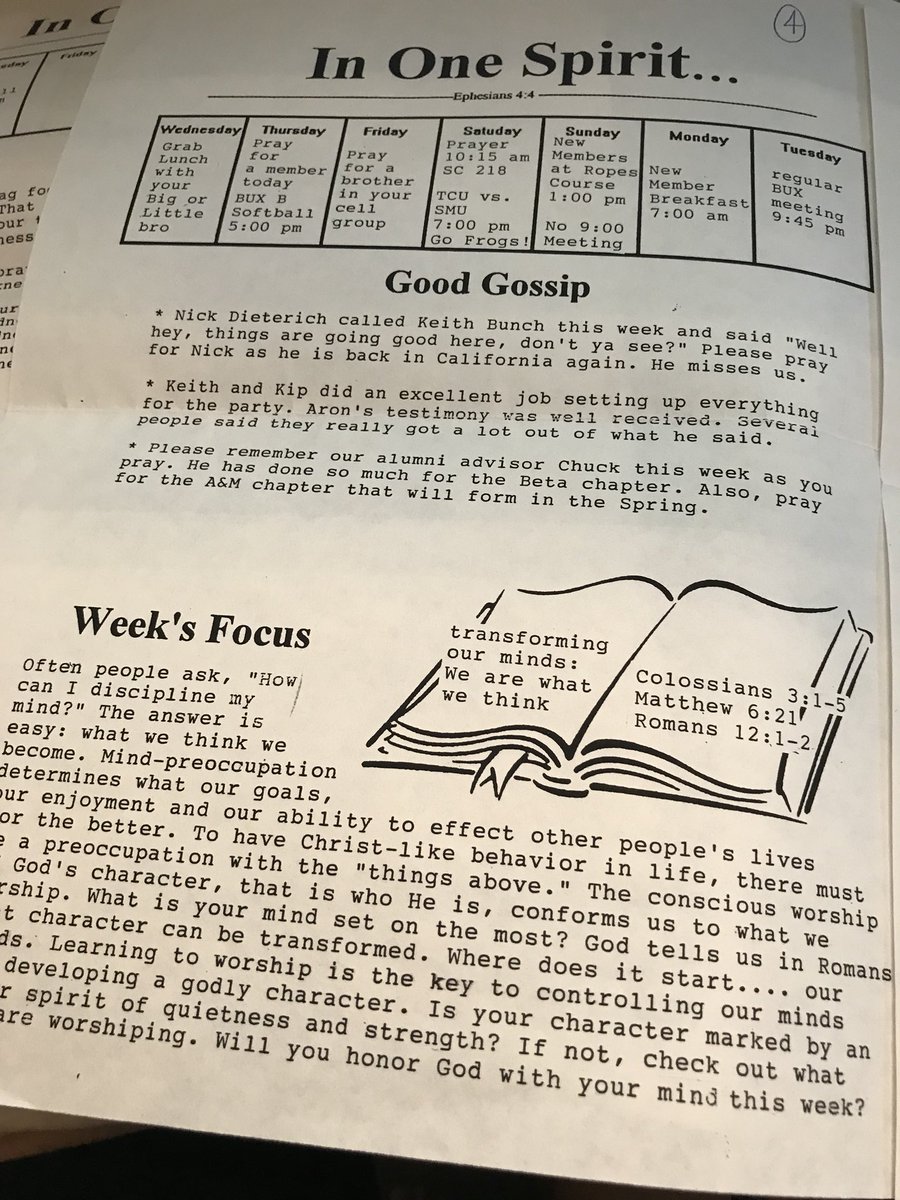 In C
④
In One Spirit...
Ephesians 4:4
Friday
Wednesday
Grab
Lunch
with
your
Big or
Little
bro
Thursday
Pray
for
a member
today
BUX B
Softball
5:00 pm
Friday
Pray
for a
brother
in your
cell
group
Satuday
Prayer
10:15 am
SC 218
TCU vs.
SMU
7:00 pm
Go Frogs!
Sunday
New
Members
at Ropes
Course
1:00 pm
No 9:00
Meeting
Monday
New
Member
Breakfast
7:00 am
Tuesday
regular
BUX
meeting
9:45 pm
Good Gossip
* Nick Dieterich called Keith Bunch this week and said "Well
hey, things are going good here, don't ya see?" Please pray
for Nick as he is back in California again. He misses us.
* Keith and Kip did an excellent job setting up everything
for the party. Aron's testimony was well received. Several
people said they really got a lot out of what he said.
* Please remember our alumni advisor Chuck this week as you
pray. He has done so much for the Beta chapter. Also, pray
for the A&M chapter that will form in the Spring.
transforming
our minds:
We are what
we think
Colossians 3:1-5
Matthew 6:21
Romans 12:1-2
Week's Focus
Often people ask, "How
can I discipline my
mind?" The answer is
easy: what we think we
become. Mind-preoccupation
determines what our goals,
our enjoyment and our ability to effect other people's lives
or the better. To have Christ-like behavior in life, there must
e a preoccupation with the "things above." The conscious worship
God's character, that is who He is, conforms us to what we
rship. What is your mind set on the most? God tells us in Romans
t character can be transformed. Where does it start.... our
ds. Learning to worship is the key to controlling our minds
developing a godly character. Is your character marked by an
r spirit of quietness and strength? If not, check out what
are worshiping. Will you honor God with your mind this week?